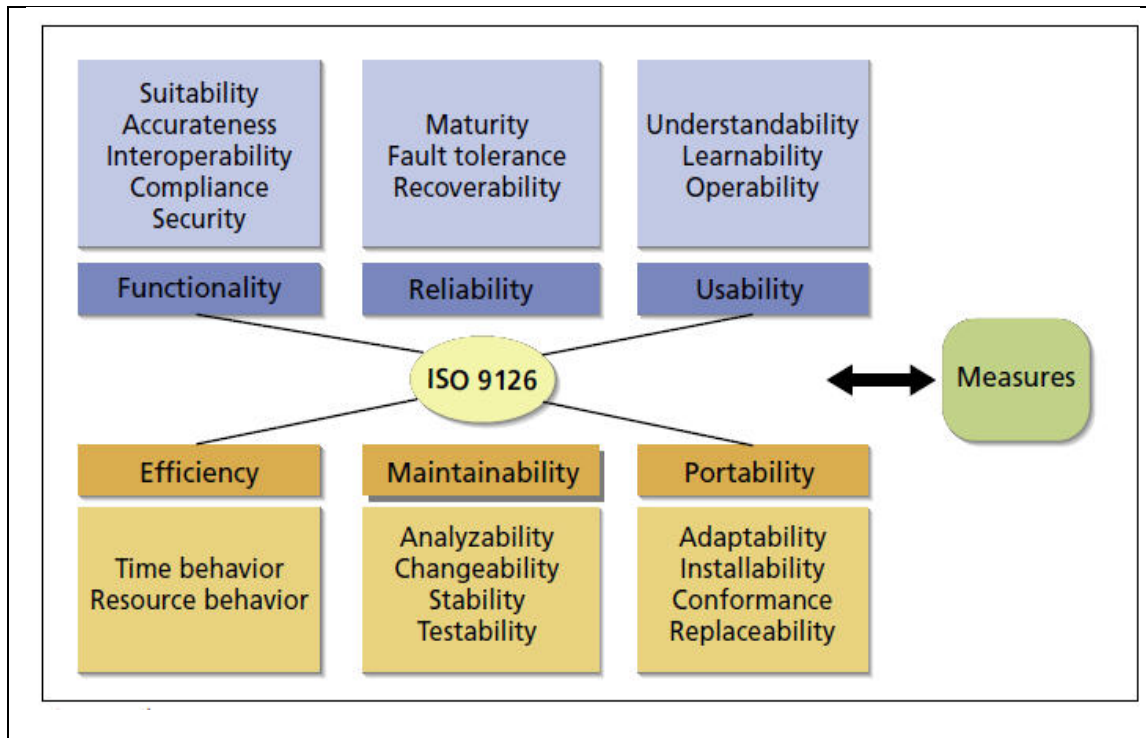 Suitability
Accurateness
Interoperability
Compliance
Security
Maturity
Fault tolerance
Recoverability
Understandability
Learnability
Operability
Functionality
Reliability
Usability
ISO 9126
Measures
Efficiency
Maintainability
Portability
Time behavior
Resource behavior
Analyzability
Changeability
Stability
Testability
Adaptability
Installability
Conformance
Replaceability